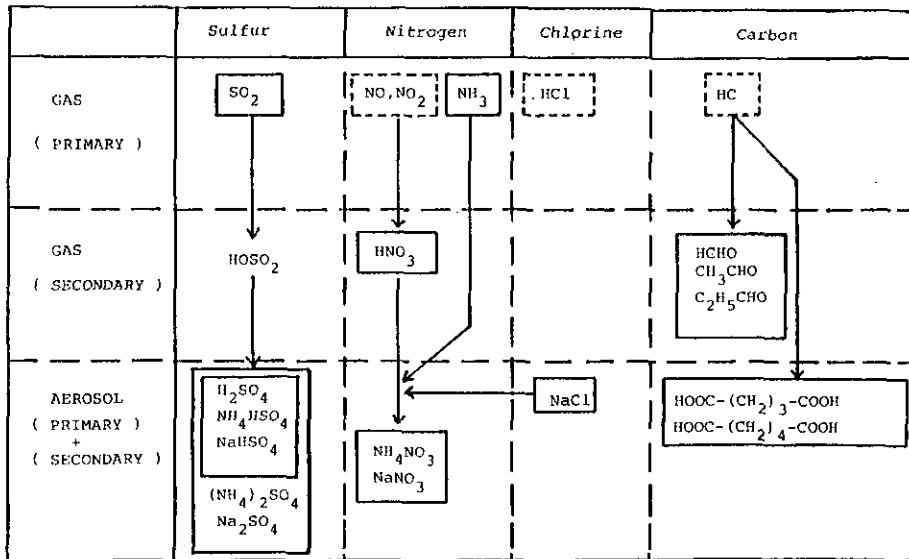 Sulfur Nitrogen Chlorine Carbon
GAS
( PRIMARY )
SO2 NO,NO2 NH3 HCl HC
GAS
( SECONDARY )
HOSO2 HNO3
HCHO
CH3CHO
C2H5CHO
AEROSOL
( PRIMARY )
+
( SECONDARY )
H2SO4
NH4HSO4
NaHSO4
(NH4)2SO4
Na2SO4
NH4NO3
NaNO3
NaCl
HOOC-(CH2)3-COOH
HOOC-(CH2)4-COOH